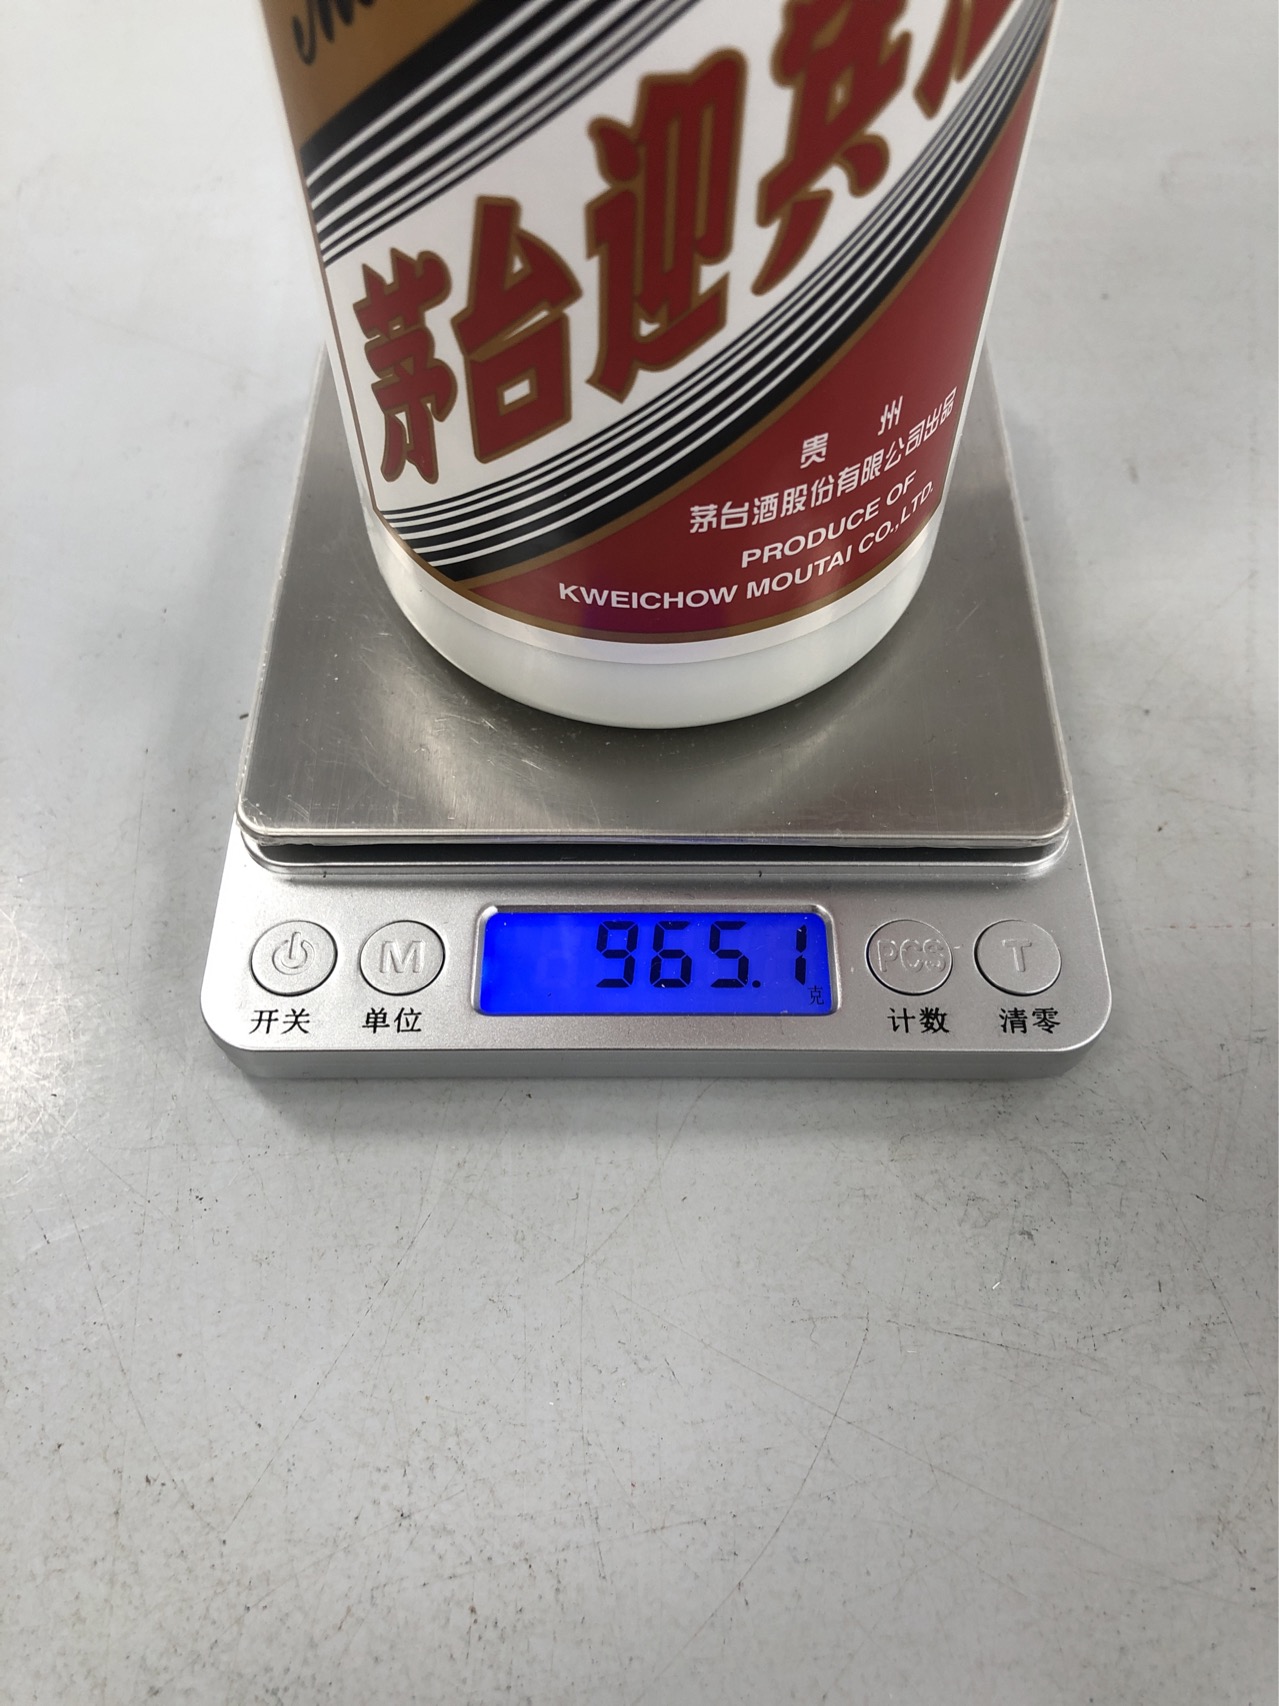 茅台迎宾
贵 州
茅台酒股份有限公司出品
PRODUCE OF
KWEICHOW MOUTAI CO.,LTD.
965.1
克
M PCS T
开关 单位 计数 清零